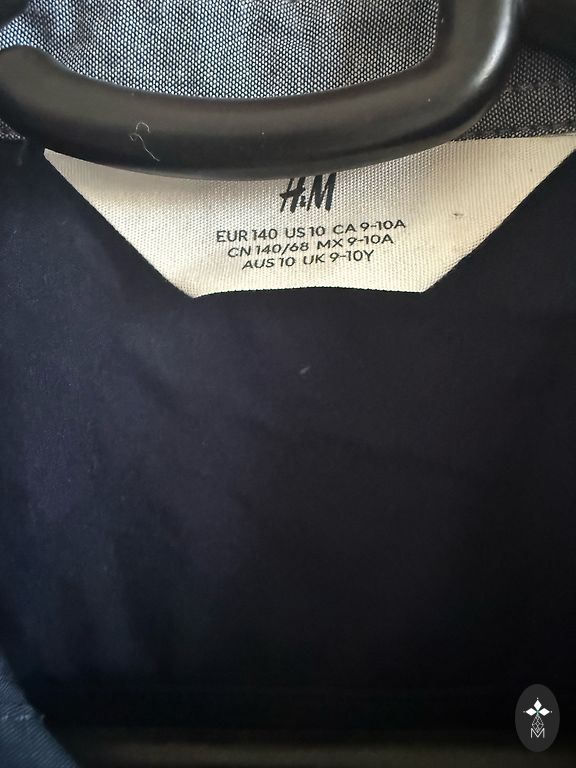 H&M
EUR 140 US 10 CA 9-10A
CN 140/68 MX 9-10A
AUS 10 UK 9-10Y
M